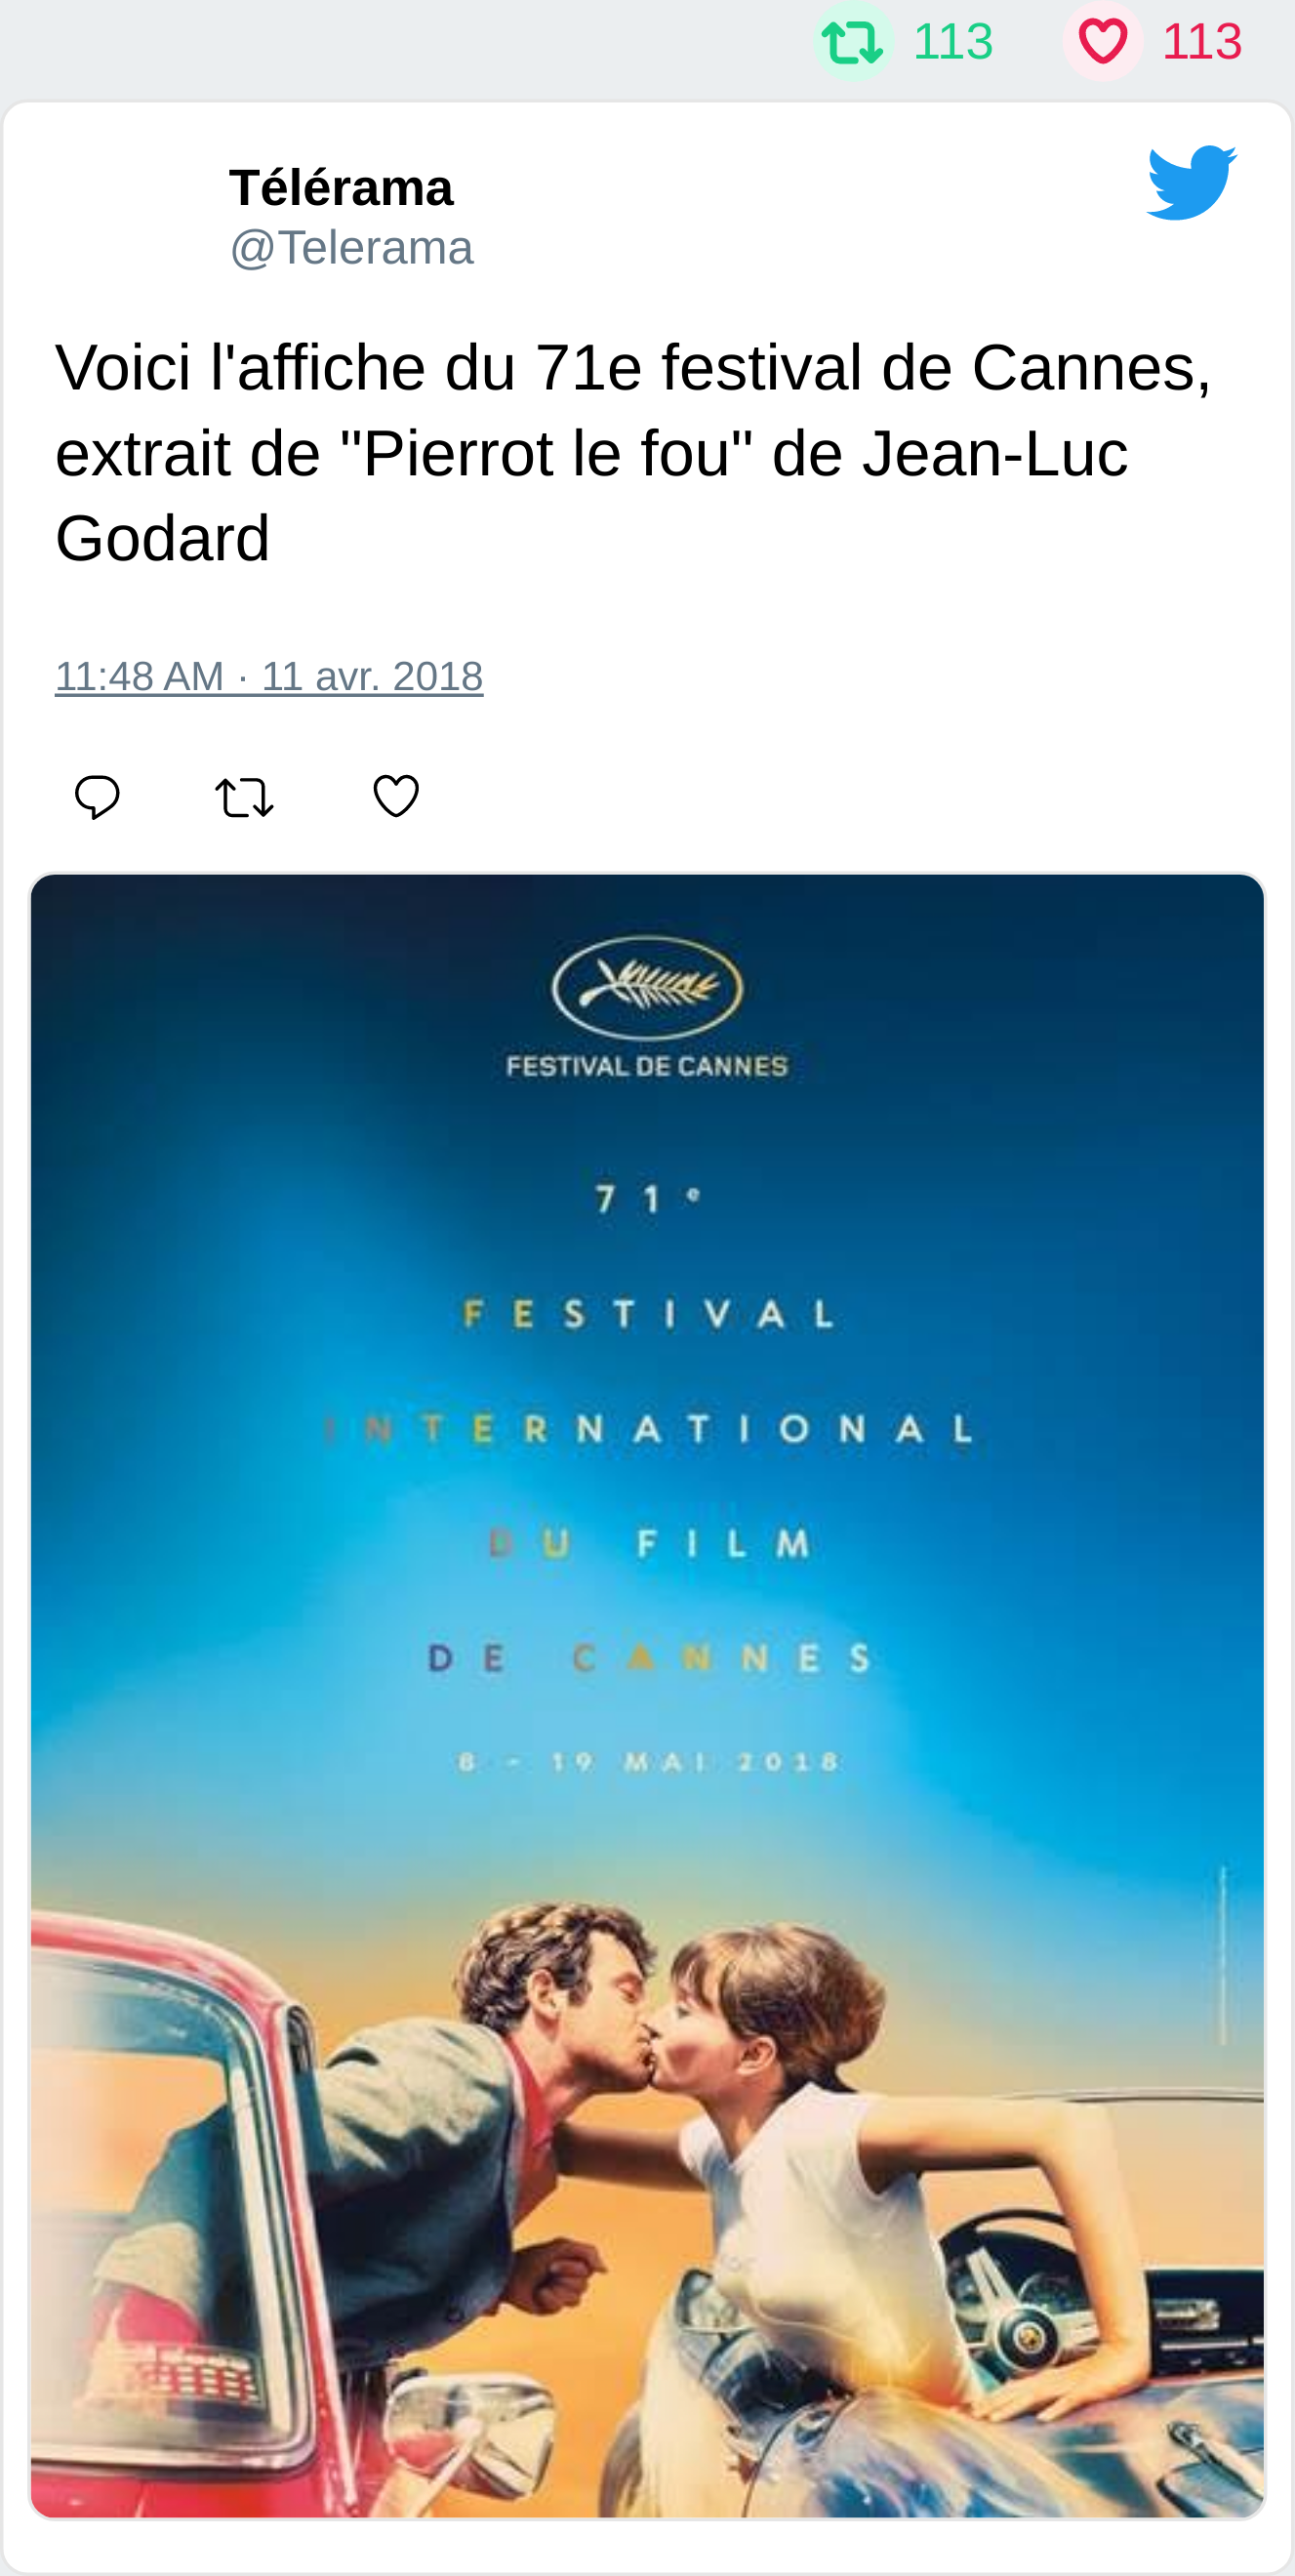 113 113
Télérama
@Telerama
Voici l'affiche du 71e festival de Cannes,
extrait de "Pierrot le fou" de Jean-Luc
Godard
11:48 AM · 11 avr. 2018
FESTIVAL DE CANNES
71e
FESTIVAL
INTERNATIONAL
DU FILM
DE CANNES
8 - 19 MAI 2018